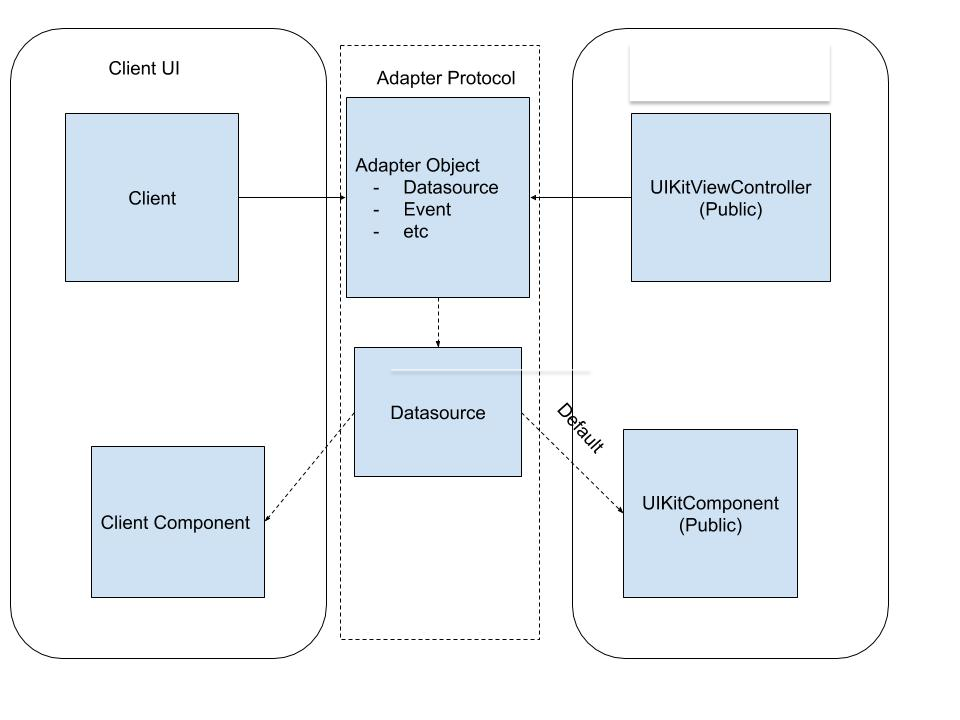 Client UI
Adapter Protocol
Client
Adapter Object
- Datasource
- Event
- etc
UIKitViewController
(Public)
Datasource
Default
Client Component
UIKitComponent
(Public)